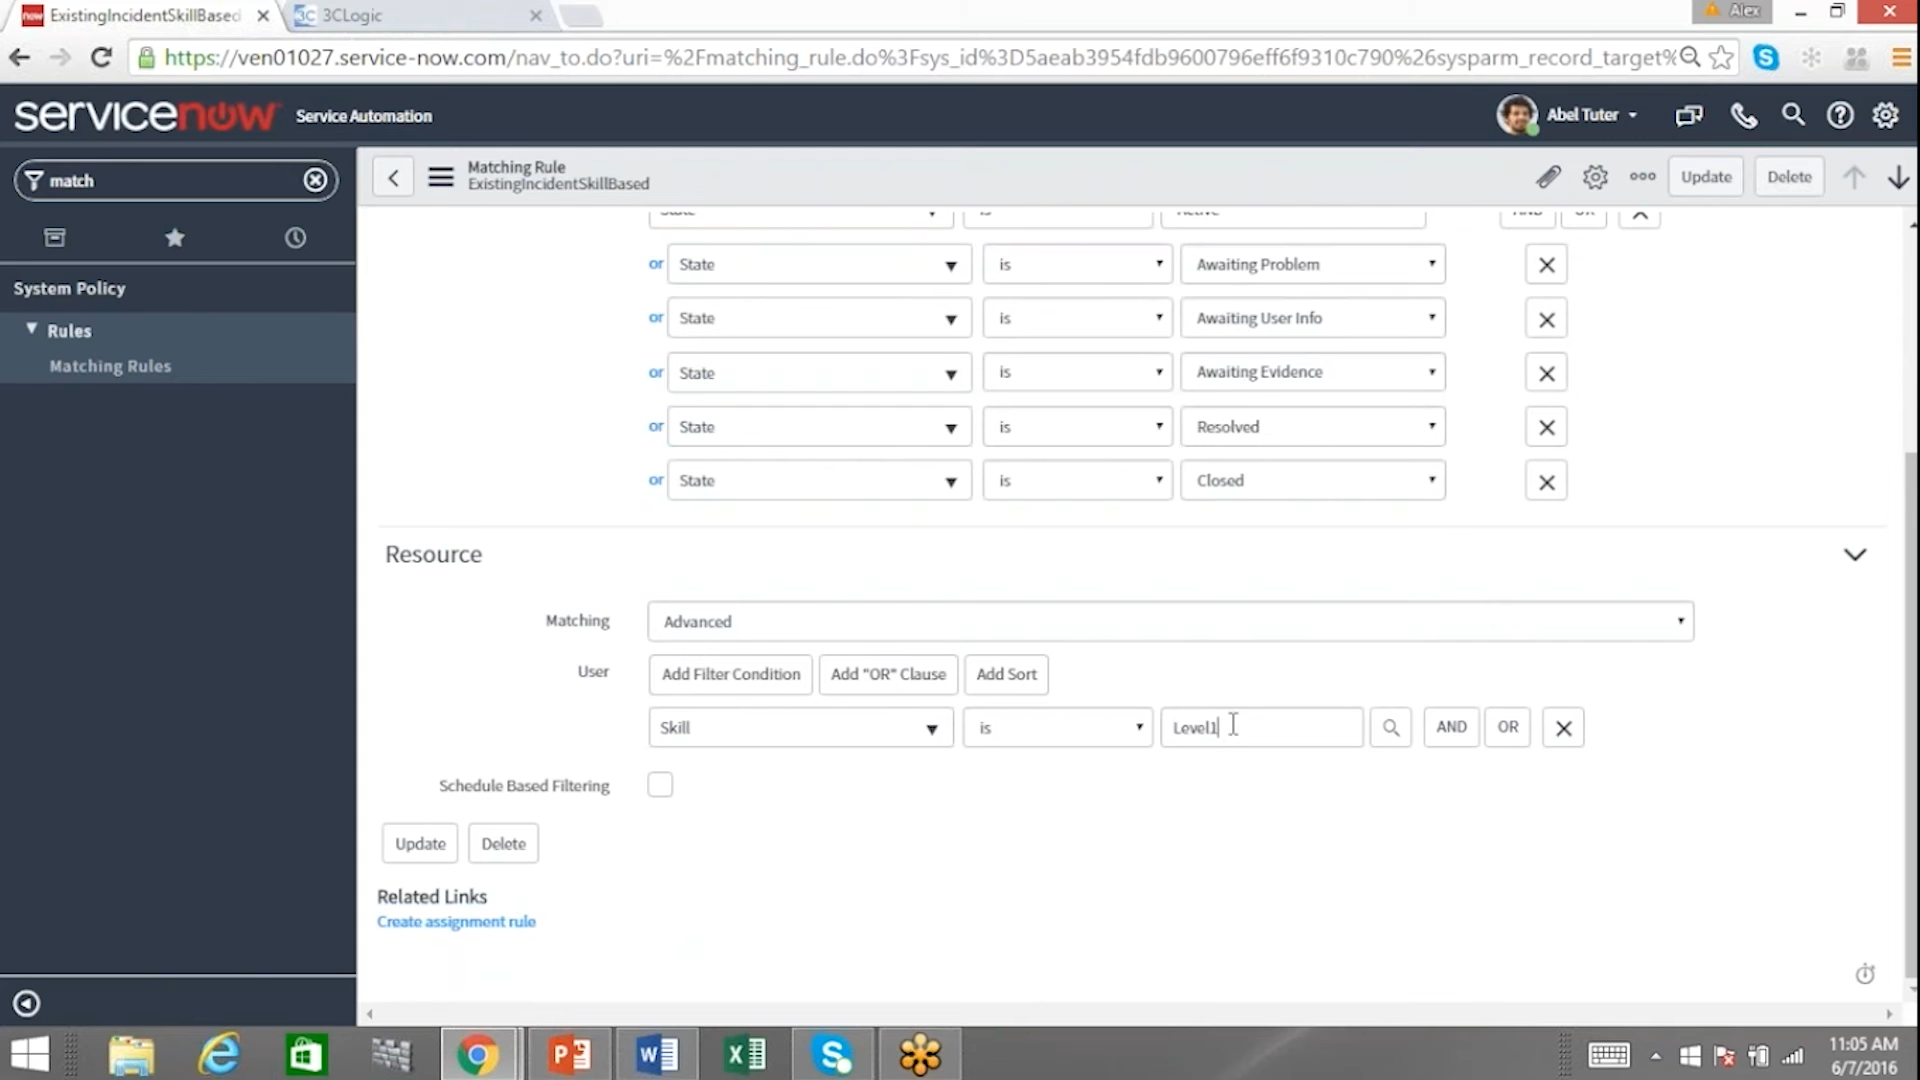 now ExistingIncidentSkillBased
3C 3CLogic
Alex
https://ven01027.service-now.com/nav_to.do?uri=%2Fmatching_rule.do%3Fsys_id%3D5aeab3954fdb9600796eff6f9310c790%26sysparm_record_target%
servicenow Service Automation
Abel Tuter
match
Matching Rule
ExistingIncidentSkillBased
Update
Delete
System Policy
Rules
Matching Rules
State is Active AND OR
or State is Awaiting Problem
or State is Awaiting User Info
or State is Awaiting Evidence
or State is Resolved
or State is Closed
Resource
Matching Advanced
User Add Filter Condition Add "OR" Clause Add Sort
Skill is Level1 AND OR
Schedule Based Filtering
Update Delete
Related Links
Create assignment rule
11:05 AM
6/7/2016